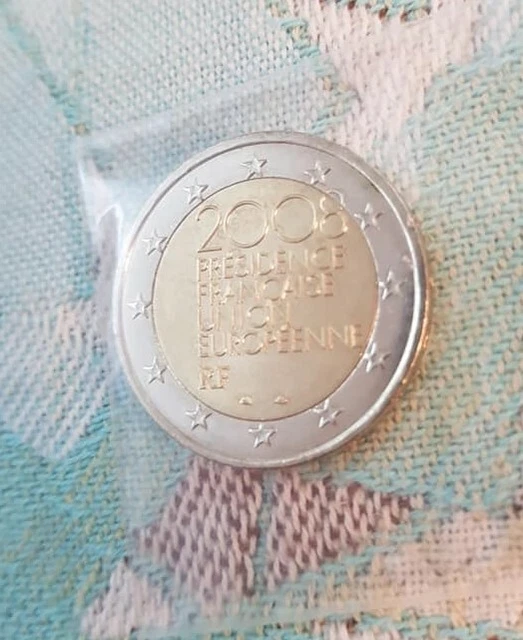 2008
PRÉSIDENCE
FRANÇAISE
UNION
EUROPÉENNE
RF